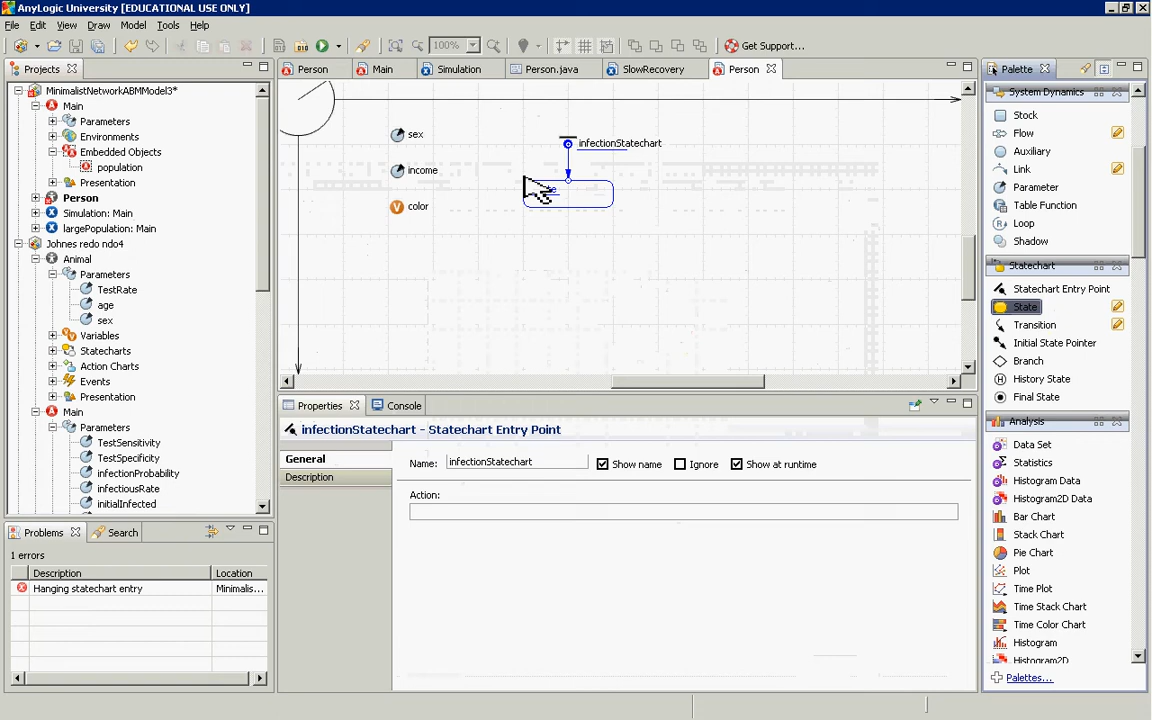 AnyLogic University [EDUCATIONAL USE ONLY]
File Edit View Draw Model Tools Help
100% Get Support...
Projects
MinimalistNetworkABMModel3*
Main
Parameters
Environments
Embedded Objects
population
Presentation
Person
Simulation: Main
largePopulation: Main
Johnes redo ndo4
Animal
Parameters
TestRate
age
sex
Variables
Statecharts
Action Charts
Events
Presentation
Main
Parameters
TestSensitivity
TestSpecificity
infectionProbability
infectiousRate
initialInfected
Problems Search
1 errors
Description Location
Hanging statechart entry Minimalis...
Person Main Simulation Person.java SlowRecovery Person
sex
income
color
infectionStatechart
Properties Console
infectionStatechart - Statechart Entry Point
General
Description
Name: infectionStatechart Show name Ignore Show at runtime
Action:
Palette
System Dynamics
Stock
Flow
Auxiliary
Link
Parameter
Table Function
Loop
Shadow
Statechart
Statechart Entry Point
State
Transition
Initial State Pointer
Branch
History State
Final State
Analysis
Data Set
Statistics
Histogram Data
Histogram2D Data
Bar Chart
Stack Chart
Pie Chart
Plot
Time Plot
Time Stack Chart
Time Color Chart
Histogram
Histogram2D
Palettes...